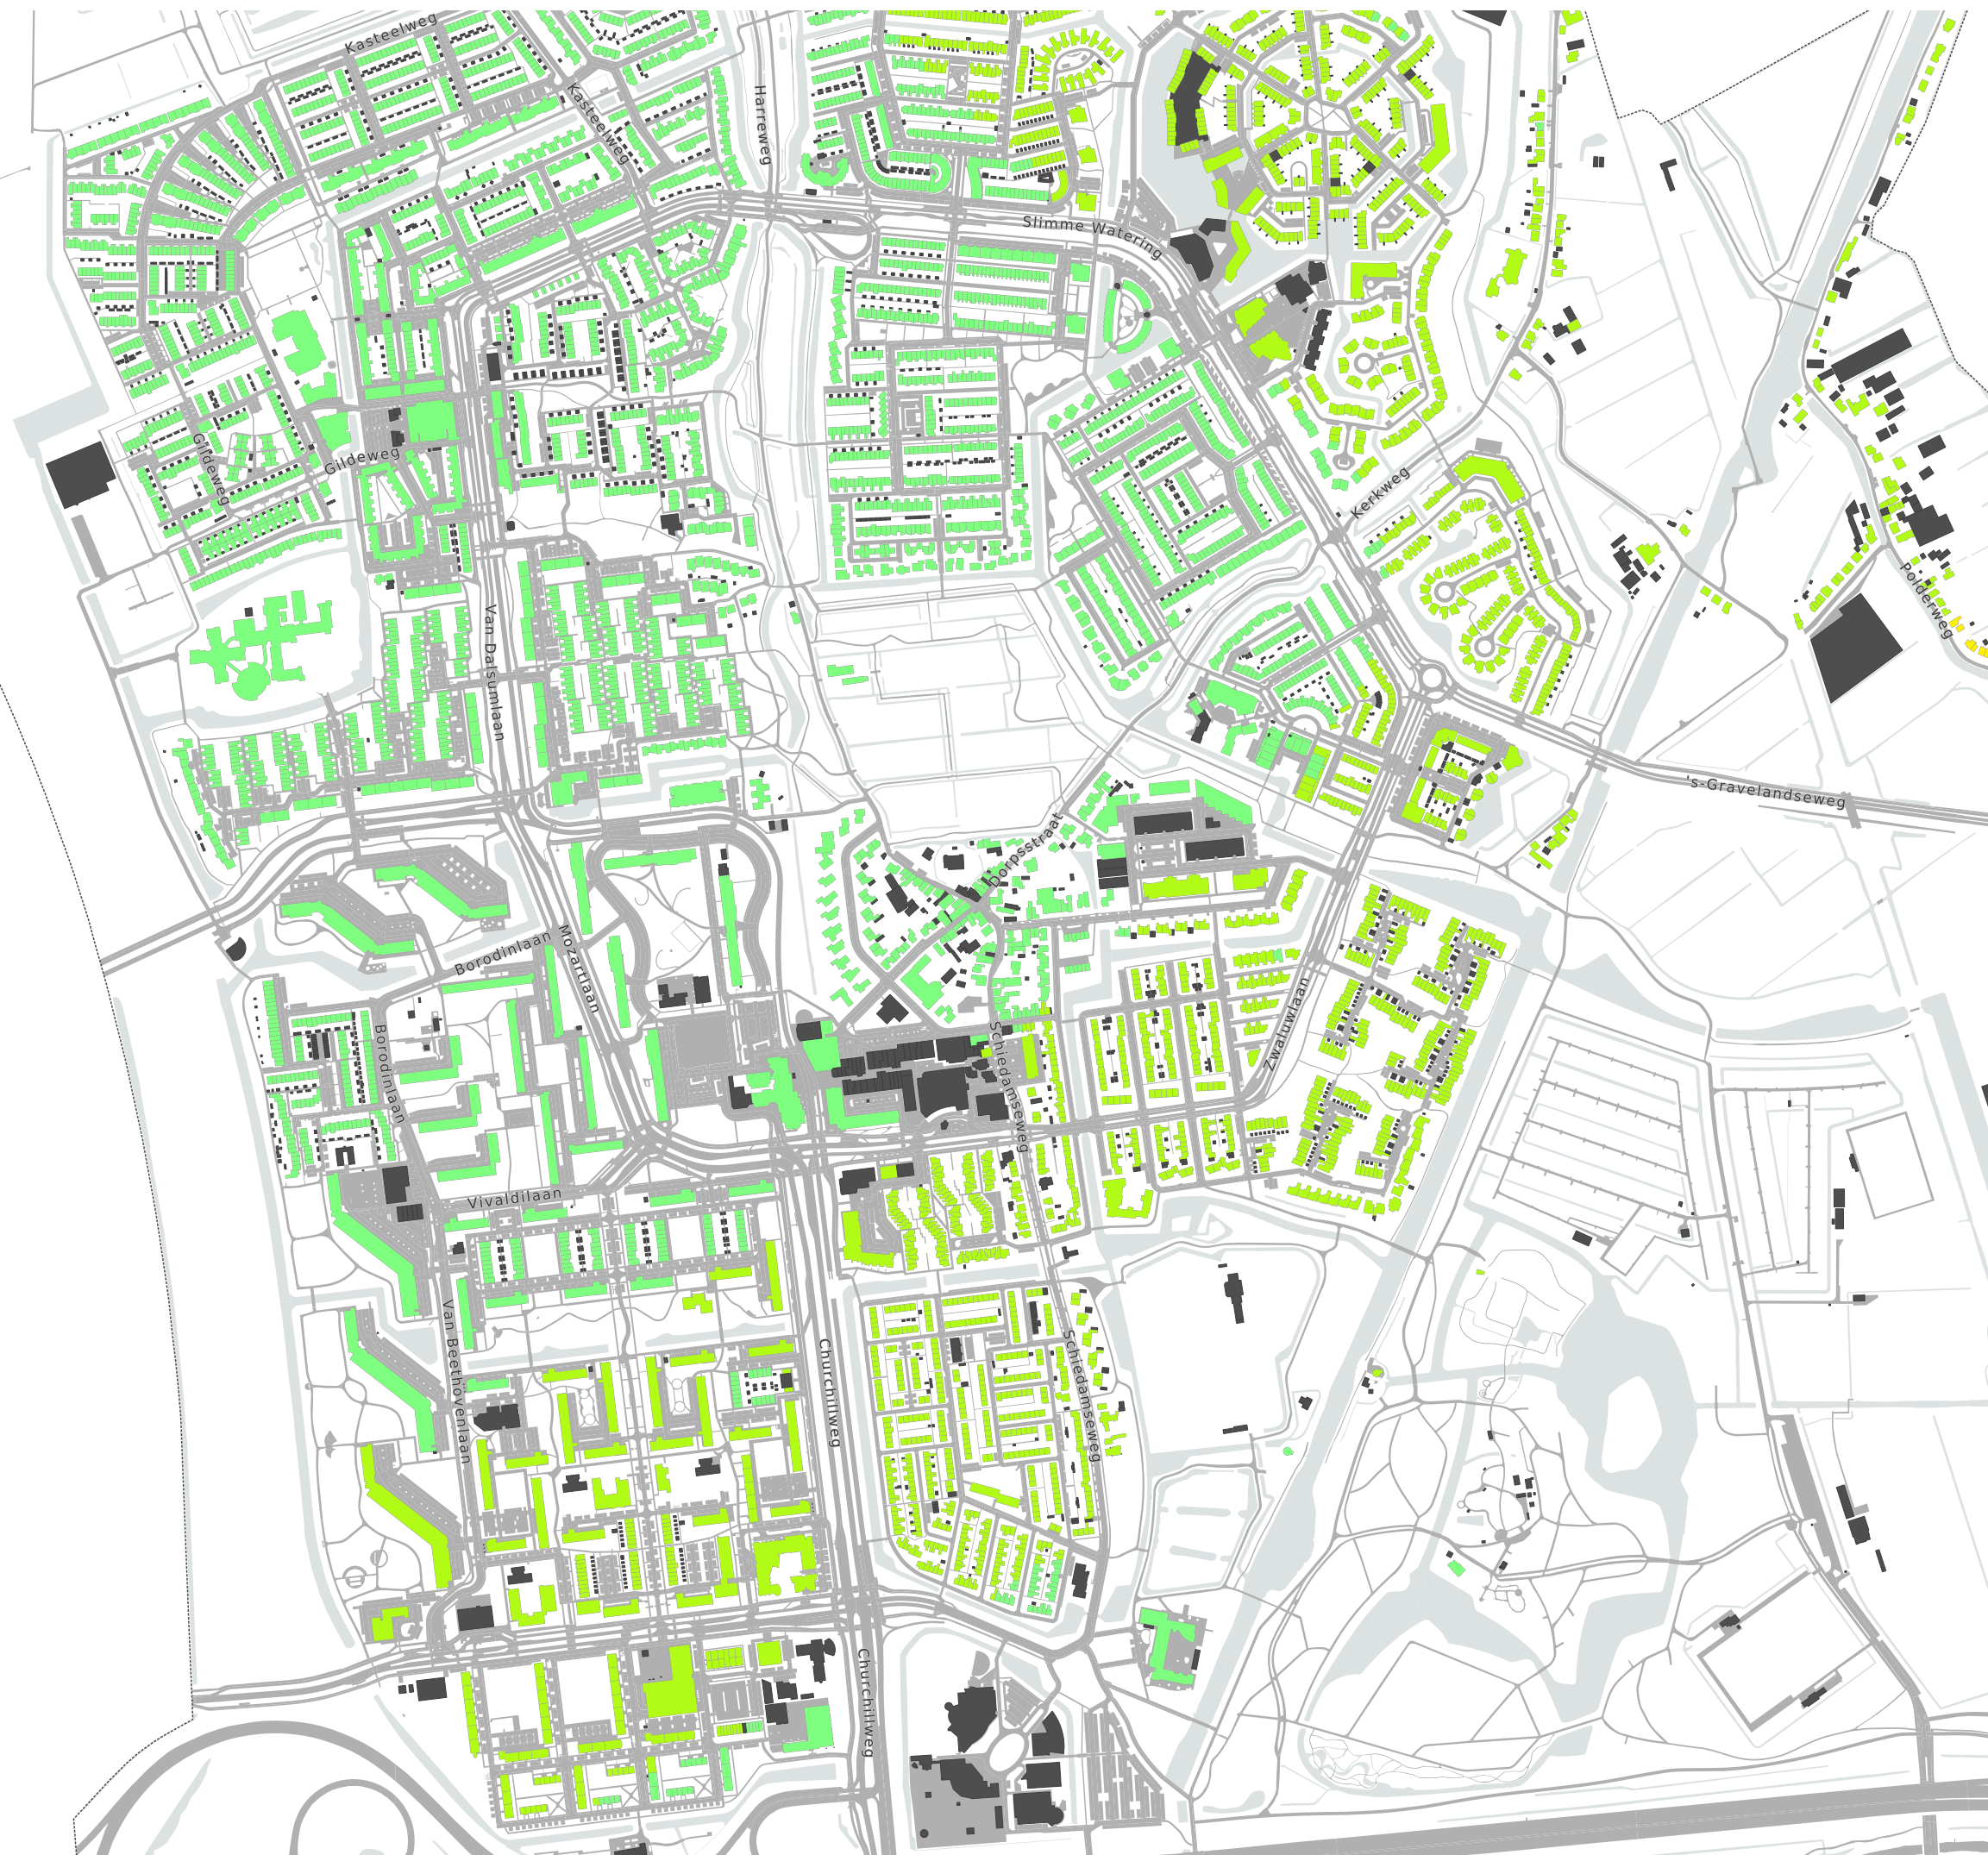 Kasteelweg
Kasteelweg
Harreweg
Slimme Watering
Gildeweg
Gildeweg
Kerkweg
Polderweg
Van Dalsumlaan
's-Gravelandseweg
Dorpsstraat
Mozartlaan
Borodinlaan
Borodinlaan
Schiedamseweg
Zwaluwlaan
Vivaldilaan
Van Beethovenlaan
Churchillweg
Schiedamseweg
Churchillweg